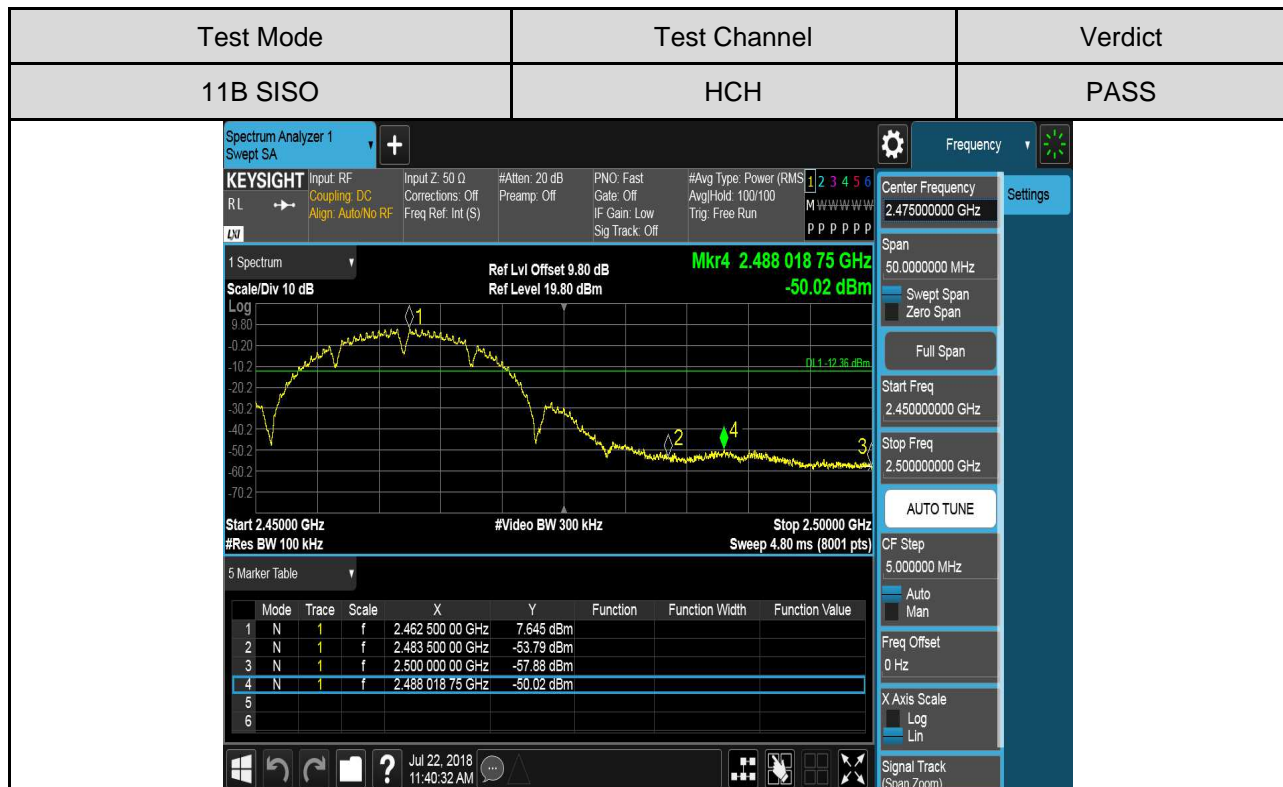 Test Mode Test Channel Verdict
11B SISO HCH PASS
Spectrum Analyzer 1
Swept SA
+
Frequency
KEYSIGHT Input: RF Input Z: 50 Ω #Atten: 20 dB PNO: Fast #Avg Type: Power (RMS 1 2 3 4 5 6
RL Coupling: DC Corrections: Off Preamp: Off Gate: Off Avg|Hold: 100/100 M W W W W W
Align: Auto/No RF Freq Ref: Int (S) IF Gain: Low Trig: Free Run
LXI Sig Track: Off P P P P P P
1 Spectrum
Ref Lvl Offset 9.80 dB Mkr4 2.488 018 75 GHz
Scale/Div 10 dB Ref Level 19.80 dBm -50.02 dBm
Log
9.80
-0.20
-10.2
-20.2
-30.2
-40.2
-50.2
-60.2
-70.2
1
DL1 -12.36 dBm
2
4
3
Start 2.45000 GHz #Video BW 300 kHz Stop 2.50000 GHz
#Res BW 100 kHz Sweep 4.80 ms (8001 pts)
5 Marker Table
Mode Trace Scale X Y Function Function Width Function Value
1 N 1 f 2.462 500 00 GHz 7.645 dBm
2 N 1 f 2.483 500 00 GHz -53.79 dBm
3 N 1 f 2.500 000 00 GHz -57.88 dBm
4 N 1 f 2.488 018 75 GHz -50.02 dBm
5
6
?
Jul 22, 2018
11:40:32 AM
Center Frequency
2.475000000 GHz
Settings
Span
50.0000000 MHz
Swept Span
Zero Span
Full Span
Start Freq
2.450000000 GHz
Stop Freq
2.500000000 GHz
AUTO TUNE
CF Step
5.000000 MHz
Auto
Man
Freq Offset
0 Hz
X Axis Scale
Log
Lin
Signal Track
(Span Zoom)